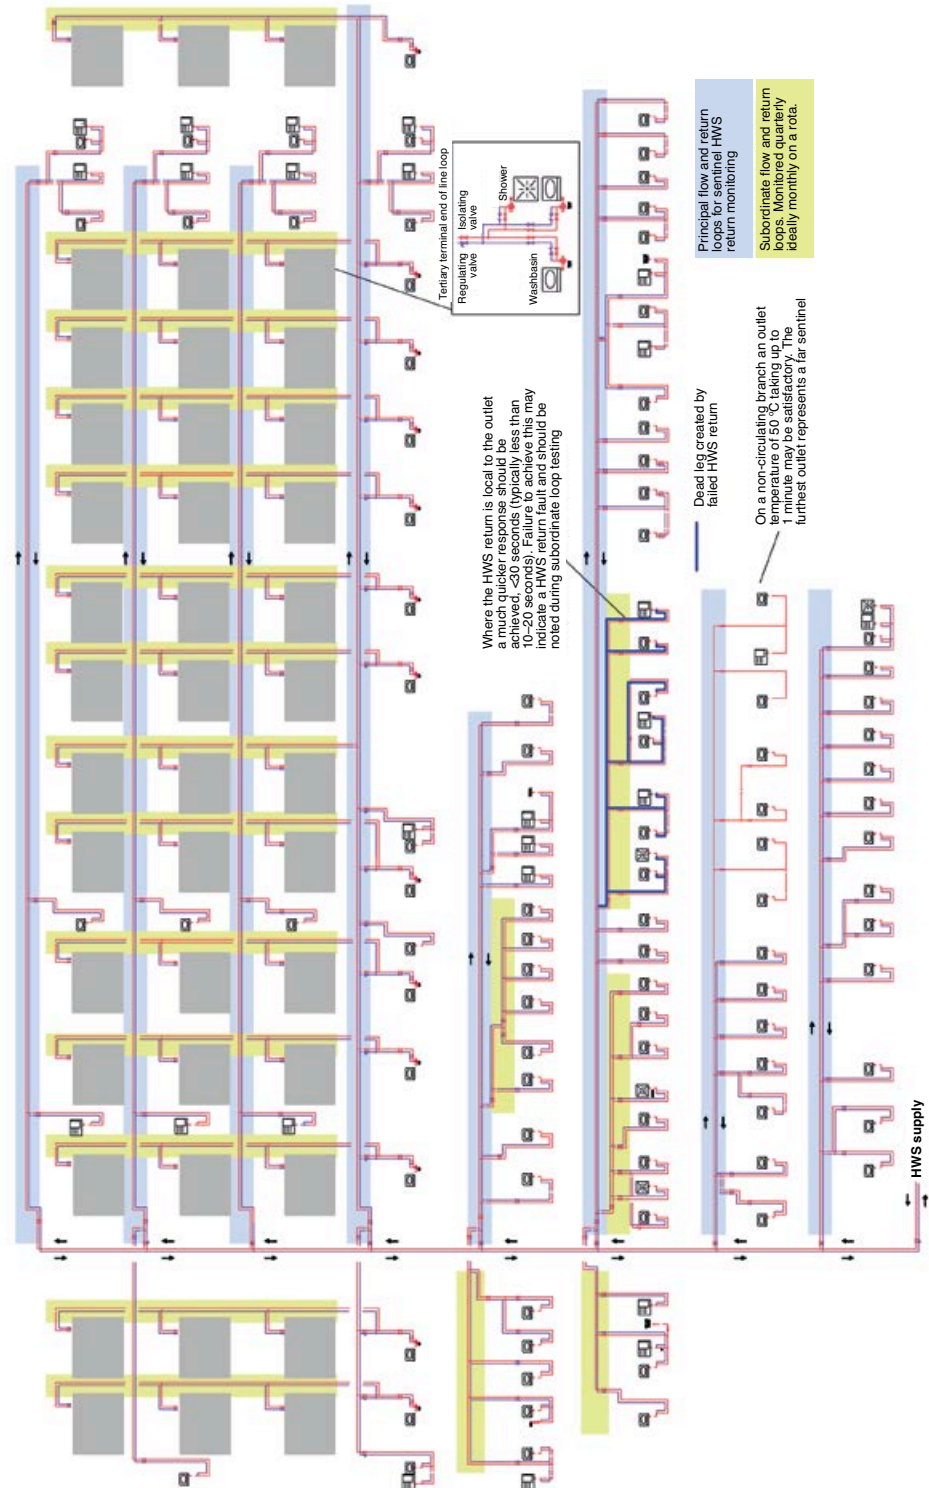 Tertiary terminal end of line loop
Regulating
valve
Isolating
valve
Shower
Washbasin
Principal flow and return
loops for sentinel HWS
return monitoring
Subordinate flow and return
loops. Monitored quarterly
ideally monthly on a rota.
Where the HWS return is local to the outlet
a much quicker response should be
achieved, <30 seconds (typically less than
10–20 seconds). Failure to achieve this may
indicate a HWS return fault and should be
noted during subordinate loop testing
Dead leg created by
failed HWS return
On a non-circulating branch an outlet
temperature of 50 °C taking up to
1 minute may be satisfactory. The
furthest outlet represents a far sentinel
HWS supply